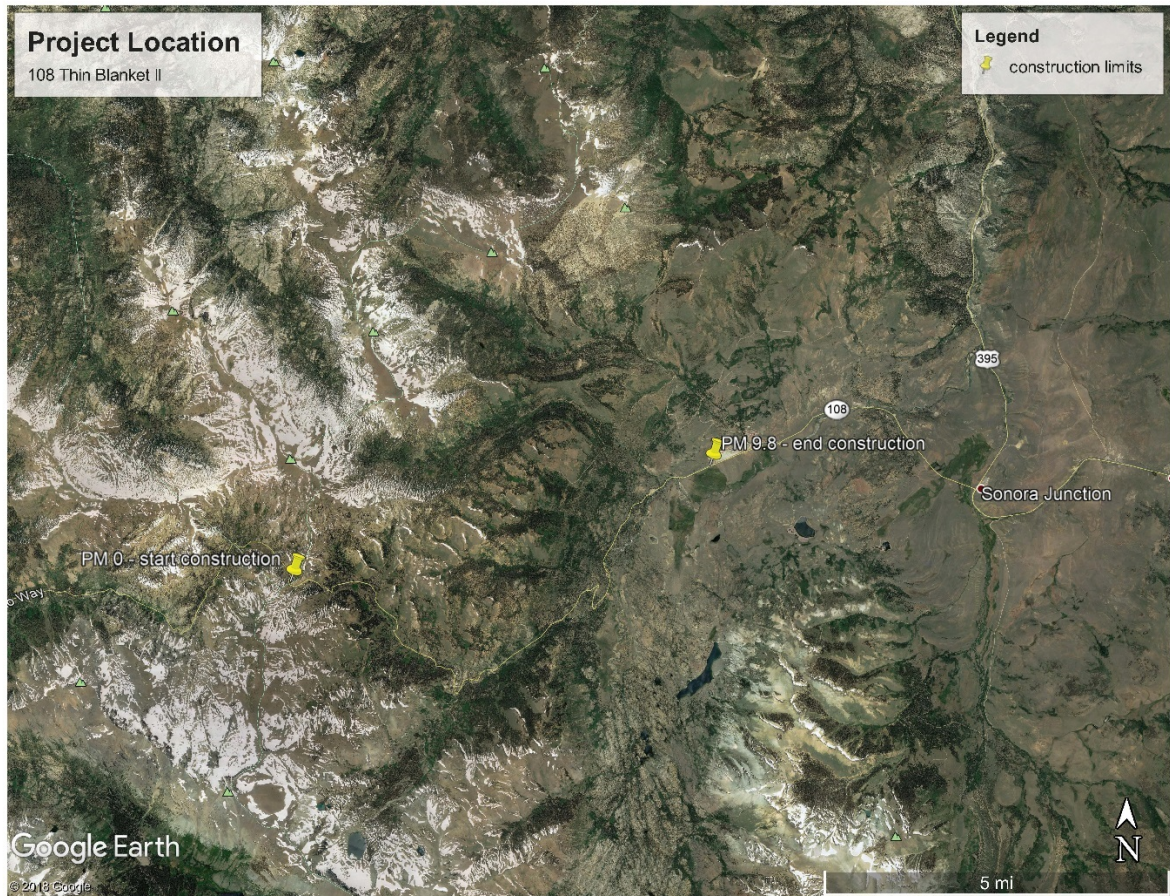 Project Location
108 Thin Blanket II
Legend
construction limits
395
108
PM 9.8 - end construction
Sonora Junction
PM 0 - start construction
o Way
Google Earth
© 2018 Google
N
5 mi